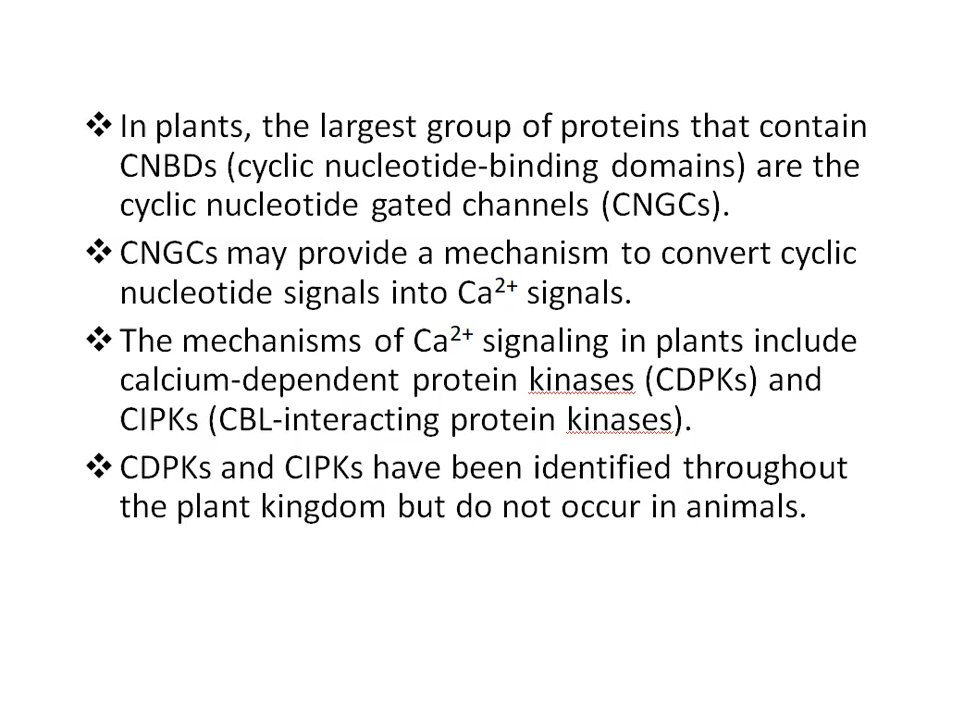 ❖ In plants, the largest group of proteins that contain
CNBDs (cyclic nucleotide-binding domains) are the
cyclic nucleotide gated channels (CNGCs).
❖ CNGCs may provide a mechanism to convert cyclic
nucleotide signals into Ca²⁺ signals.
❖ The mechanisms of Ca²⁺ signaling in plants include
calcium-dependent protein kinases (CDPKs) and
CIPKs (CBL-interacting protein kinases).
❖ CDPKs and CIPKs have been identified throughout
the plant kingdom but do not occur in animals.